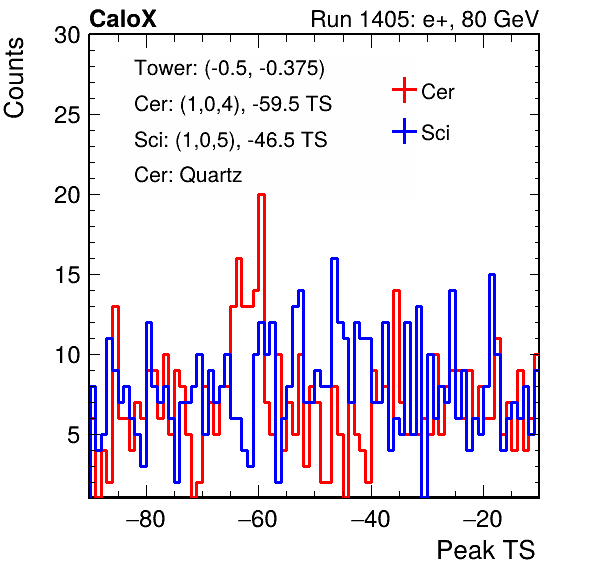 CaloX Run 1405: e+, 80 GeV
Counts
30
25
20
15
10
5
Tower: (-0.5, -0.375)
Cer: (1,0,4), -59.5 TS
Sci: (1,0,5), -46.5 TS
Cer: Quartz
Cer
Sci
−80 −60 −40 −20
Peak TS